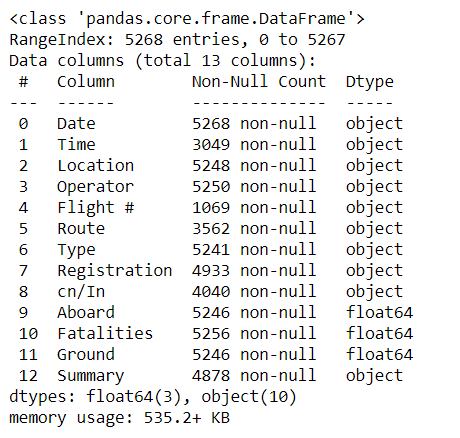 <class 'pandas.core.frame.DataFrame'>
RangeIndex: 5268 entries, 0 to 5267
Data columns (total 13 columns):
 #   Column        Non-Null Count  Dtype
---  ------        --------------  -----
 0   Date          5268 non-null   object
 1   Time          3049 non-null   object
 2   Location      5248 non-null   object
 3   Operator      5250 non-null   object
 4   Flight #      1069 non-null   object
 5   Route         3562 non-null   object
 6   Type          5241 non-null   object
 7   Registration  4933 non-null   object
 8   cn/In         4040 non-null   object
 9   Aboard        5246 non-null   float64
 10  Fatalities    5256 non-null   float64
 11  Ground        5246 non-null   float64
 12  Summary       4878 non-null   object
dtypes: float64(3), object(10)
memory usage: 535.2+ KB